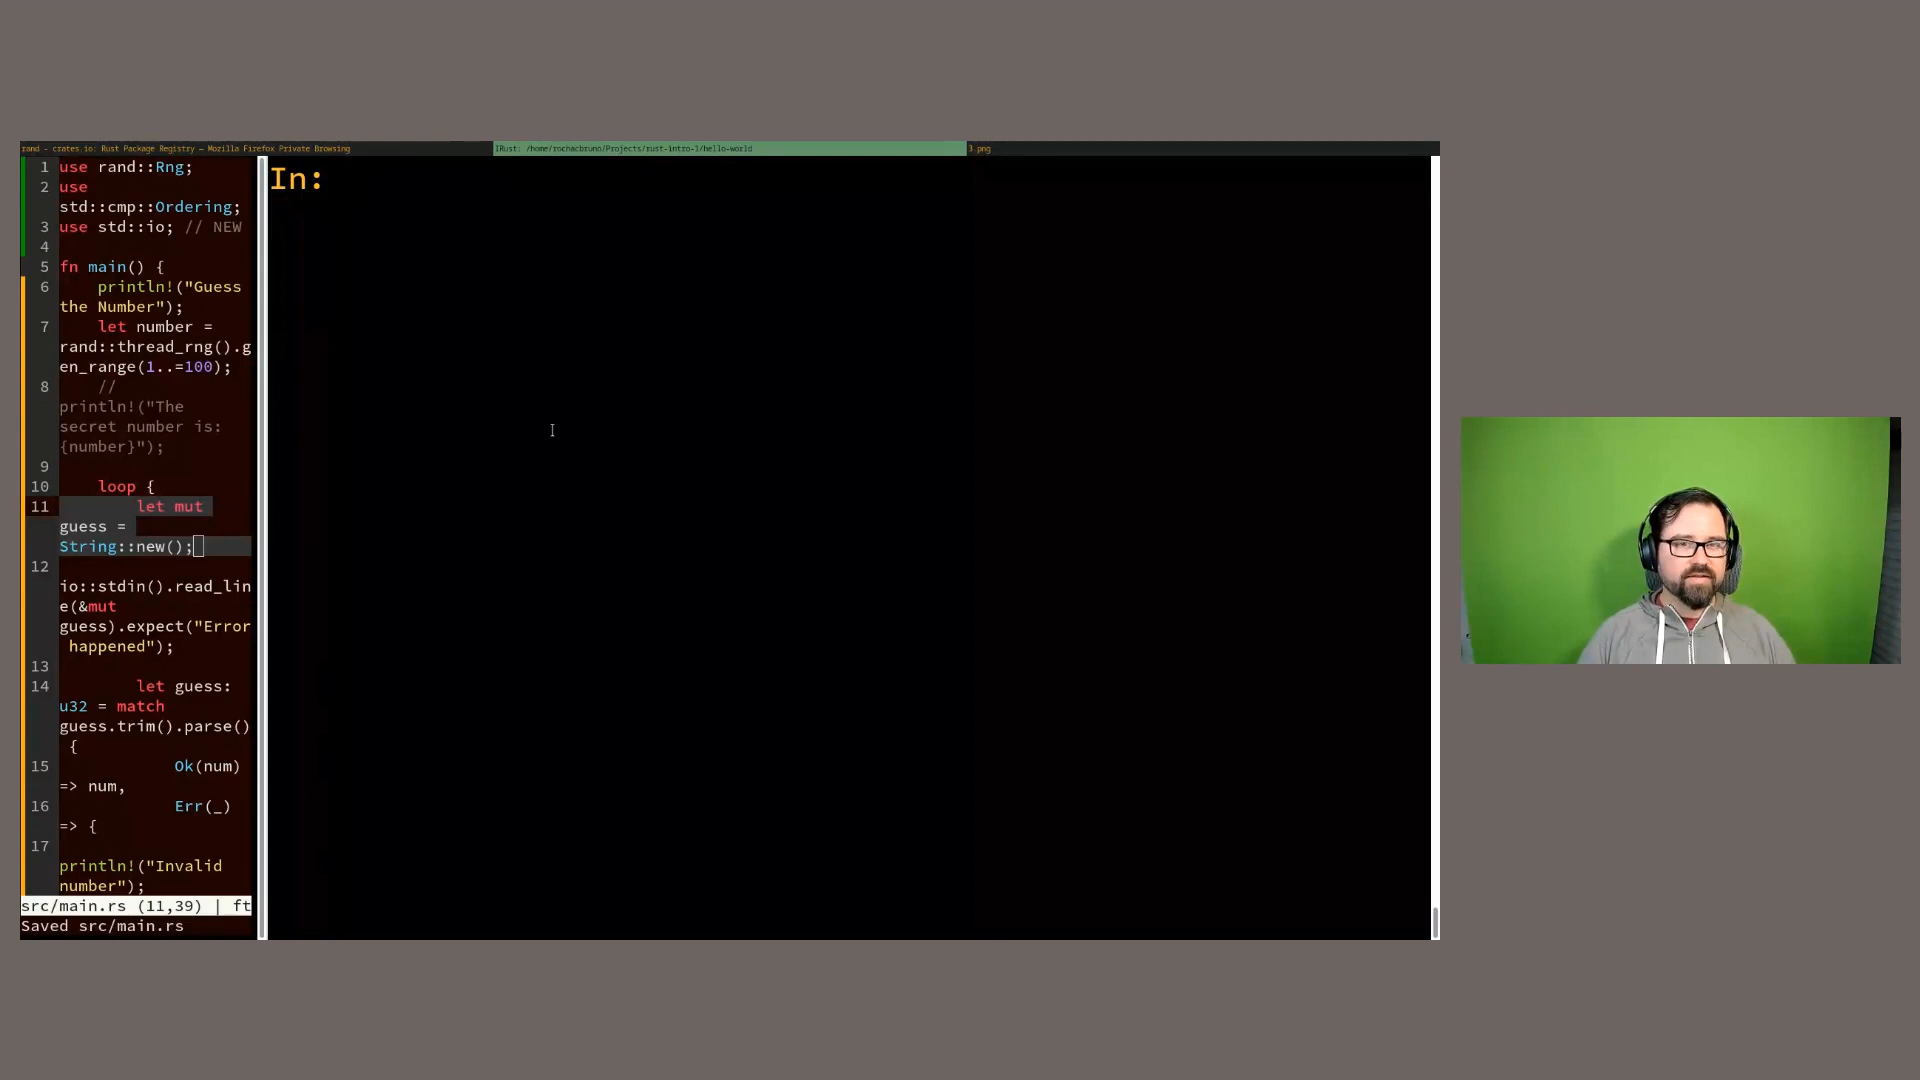 rand - crates.io: Rust Package Registry — Mozilla Firefox Private Browsing
IRust: /home/rochacbruno/Projects/rust-intro-1/hello-world
3.png
1 use rand::Rng;
2 use
std::cmp::Ordering;
3 use std::io; // NEW
4
5 fn main() {
6 println!("Guess
the Number");
7 let number =
rand::thread_rng().g
en_range(1..=100);
8 //
println!("The
secret number is:
{number}");
9
10 loop {
11 let mut
guess =
String::new();
12
io::stdin().read_lin
e(&mut
guess).expect("Error
happened");
13
14 let guess:
u32 = match
guess.trim().parse()
{
15 Ok(num)
=> num,
16 Err(_)
=> {
17
println!("Invalid
number");
src/main.rs (11,39) | ft
Saved src/main.rs
In: